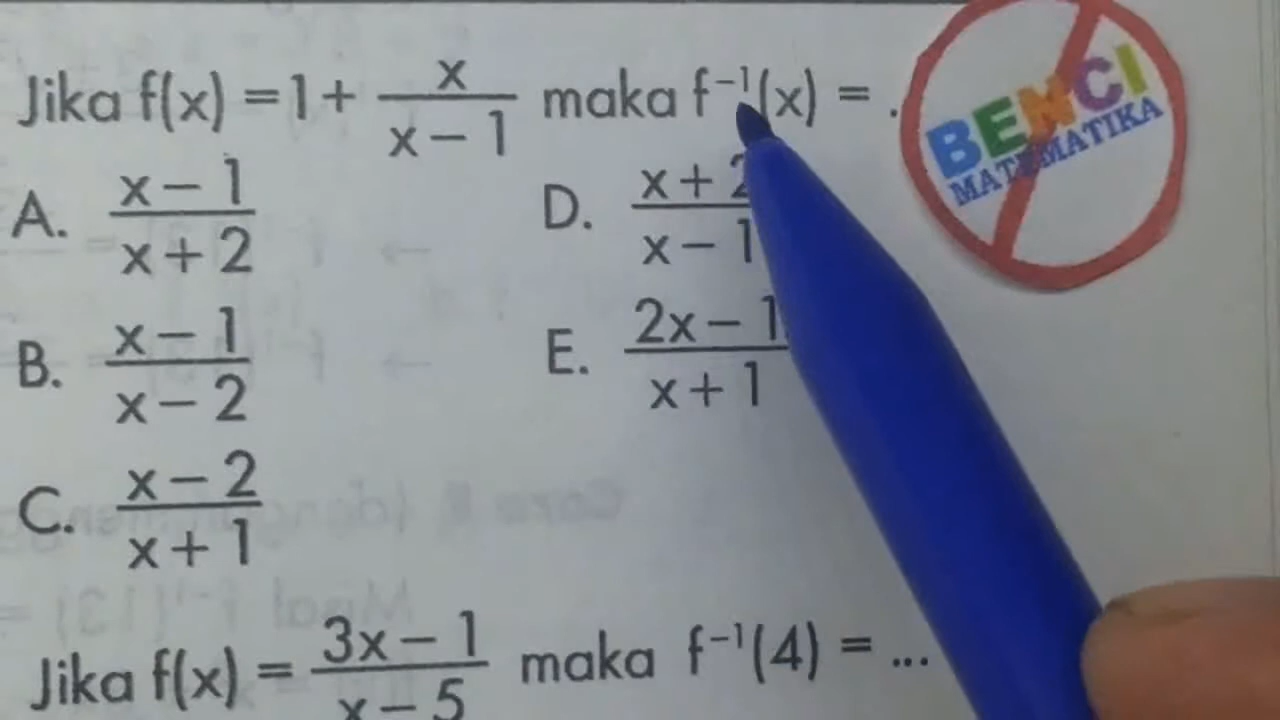 Jika f(x) = 1 + x/(x – 1) maka f⁻¹(x) = .
BENCI
MATEMATIKA
A. (x – 1)/(x + 2)
B. (x – 1)/(x – 2)
C. (x – 2)/(x + 1)
D. (x + 2)/(x – 1)
E. (2x – 1)/(x + 1)
Jika f(x) = (3x – 1)/(x – 5) maka f⁻¹(4) = ...